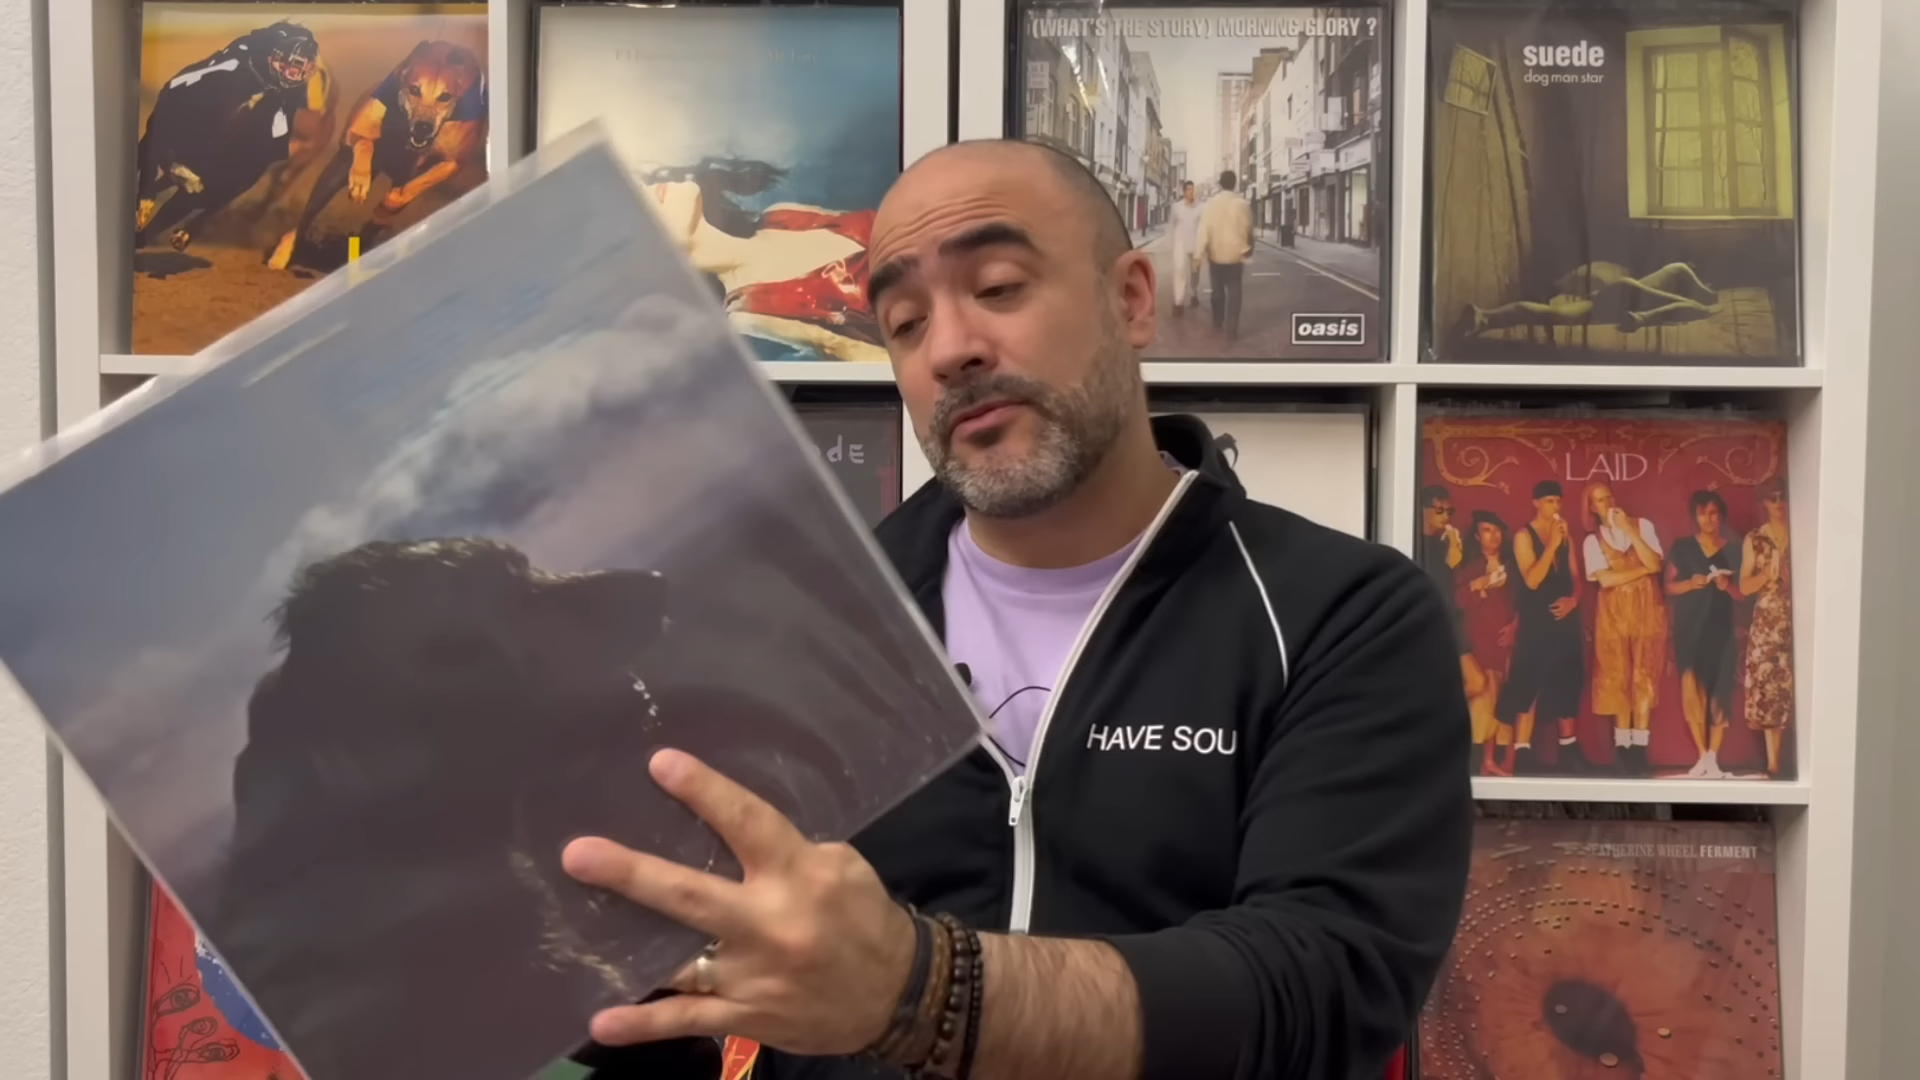 (WHAT'S THE STORY) MORNING GLORY ?
oasis
suede
dog man star
LAID
HAVE SOU
CATHERINE WHEEL FERMENT